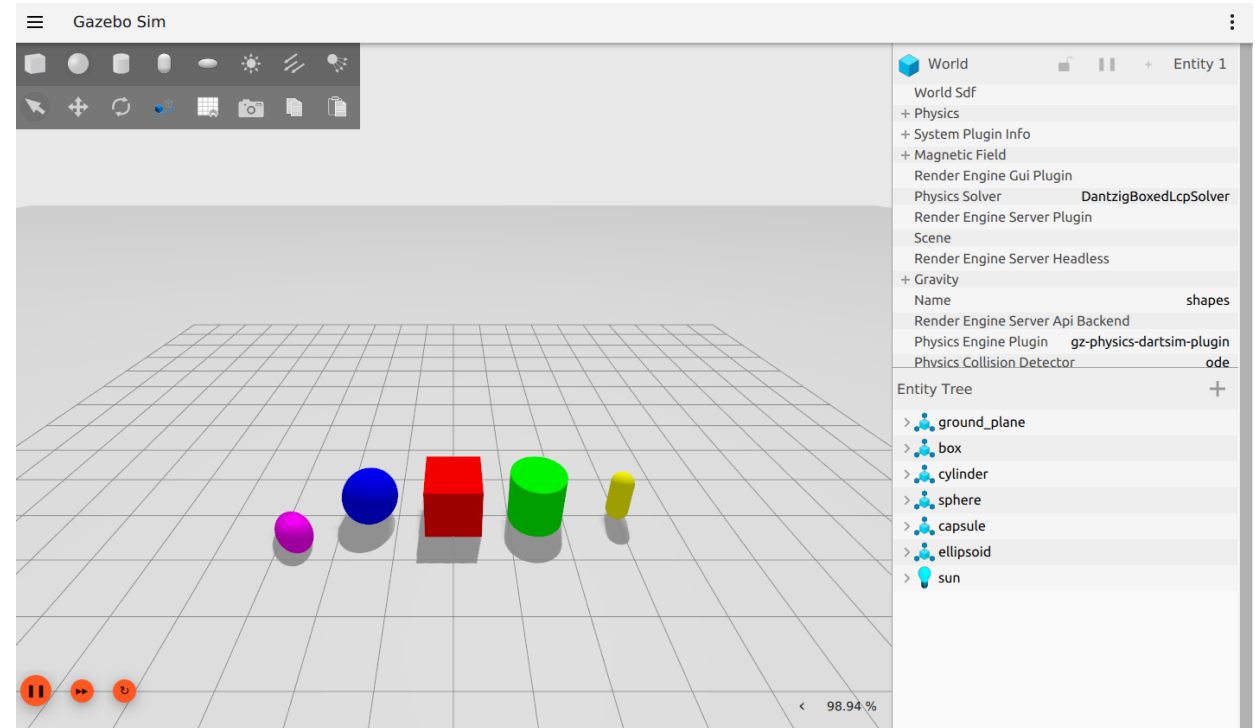 Gazebo Sim
World Entity 1
World Sdf
Physics
System Plugin Info
Magnetic Field
Render Engine Gui Plugin
Physics Solver DantzigBoxedLcpSolver
Render Engine Server Plugin
Scene
Render Engine Server Headless
Gravity
Name shapes
Render Engine Server Api Backend
Physics Engine Plugin gz-physics-dartsim-plugin
Physics Collision Detector ode
Entity Tree
ground_plane
box
cylinder
sphere
capsule
ellipsoid
sun
98.94 %